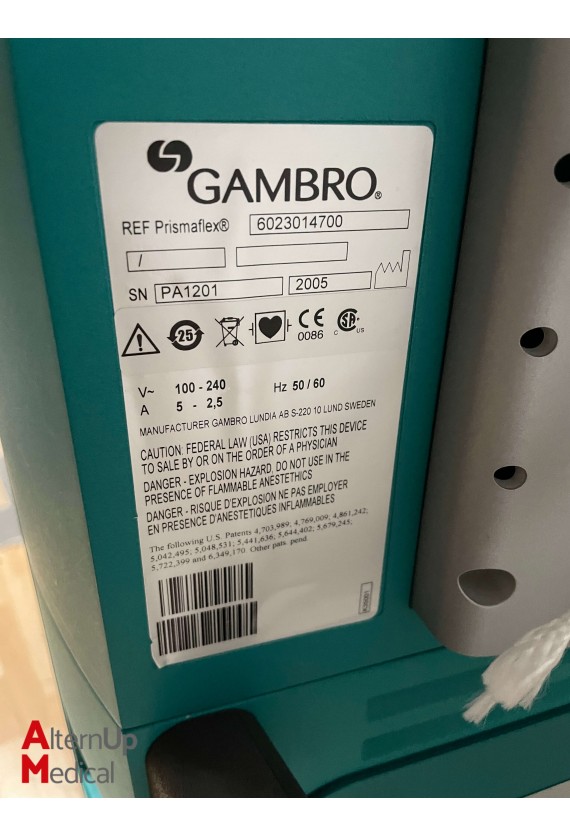 GAMBRO®
REF Prismaflex® 6023014700
/
SN PA1201 2005
25 CE 0086 C SA US
V~ 100 - 240 Hz 50 / 60
A 5 - 2,5
MANUFACTURER GAMBRO LUNDIA AB S-220 10 LUND SWEDEN
CAUTION: FEDERAL LAW (USA) RESTRICTS THIS DEVICE
TO SALE BY OR ON THE ORDER OF A PHYSICIAN
DANGER - EXPLOSION HAZARD. DO NOT USE IN THE
PRESENCE OF FLAMMABLE ANESTHETICS
DANGER - RISQUE D'EXPLOSION NE PAS EMPLOYER
EN PRESENCE D'ANESTETIQUES INFLAMMABLES
The following U.S. Patents 4,703,989; 4,769,009; 4,861,242;
5,042,495; 5,048,531; 5,441,636, 5,644,402; 5,679,245;
5,722,399 and 6,349,170. Other pats. pend.
AlternUp
Medical